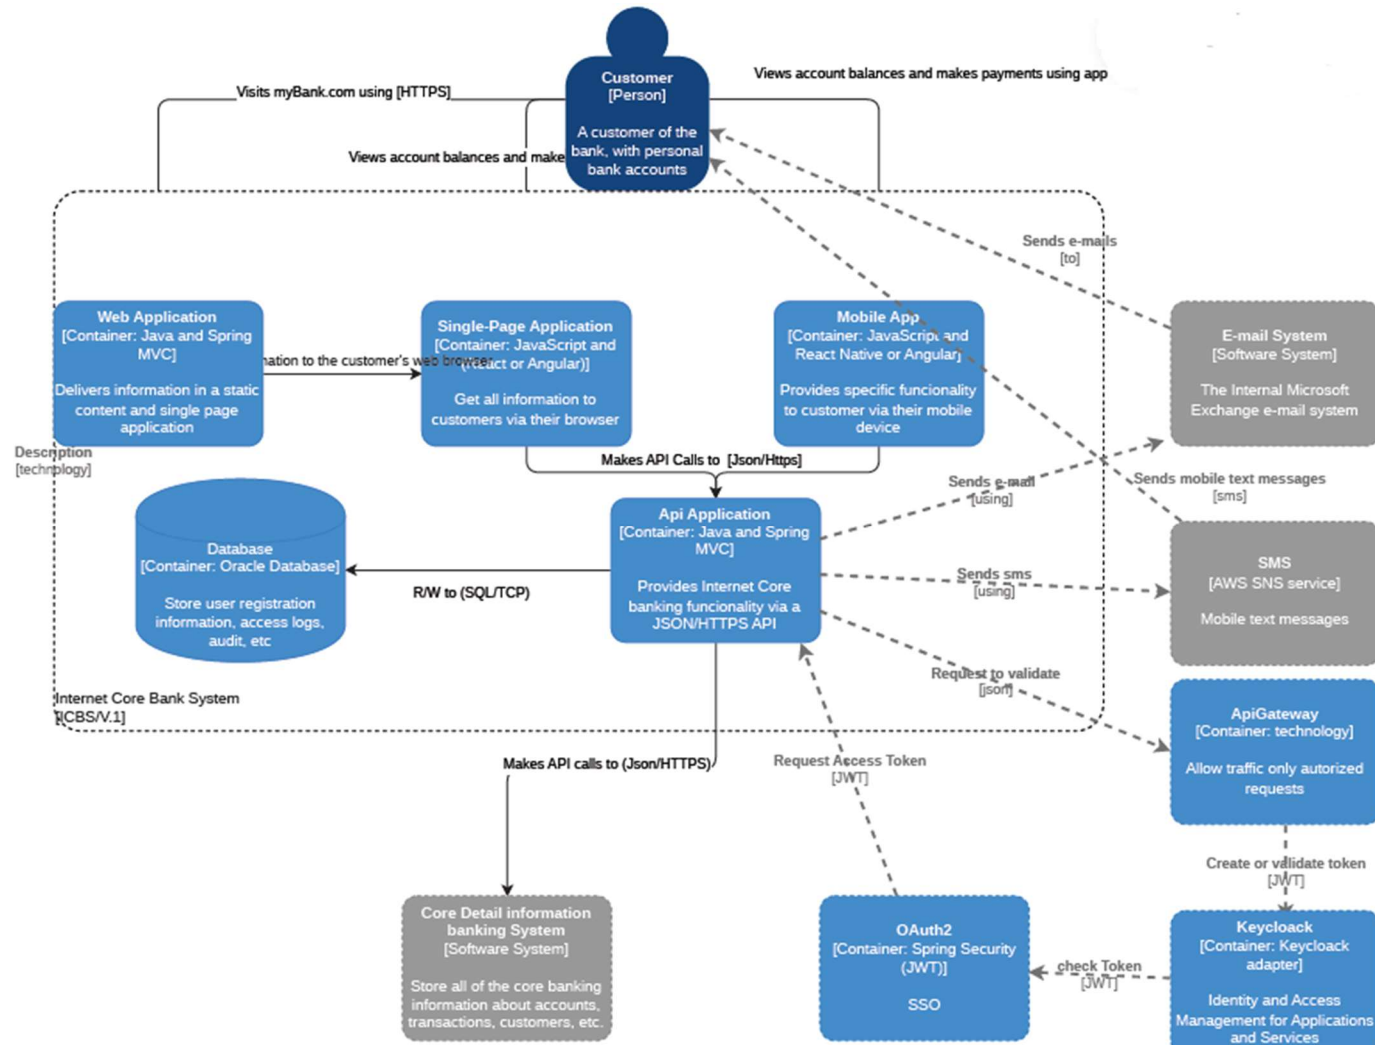 Customer
[Person]
A customer of the
bank, with personal
bank accounts
Visits myBank.com using [HTTPS]
Views account balances and make
Views account balances and makes payments using app
Sends e-mails
[to]
Web Application
[Container: Java and Spring
MVC]
Delivers information in a static
content and single page
application
nation to the customer's web browser
Single-Page Application
[Container: JavaScript and
(React or Angular)]
Get all information to
customers via their browser
Mobile App
[Container: JavaScript and
React Native or Angular]
Provides specific funcionality
to customer via their mobile
device
E-mail System
[Software System]
The Internal Microsoft
Exchange e-mail system
Description
[technology]
Makes API Calls to [Json/Https]
Sends e-mail
[using]
Sends mobile text messages
[sms]
Database
[Container: Oracle Database]
Store user registration
information, access logs,
audit, etc
R/W to (SQL/TCP)
Api Application
[Container: Java and Spring
MVC]
Provides Internet Core
banking funcionality via a
JSON/HTTPS API
Sends sms
[using]
SMS
[AWS SNS service]
Mobile text messages
Request to validate
[json]
Internet Core Bank System
[ICBS/V.1]
ApiGateway
[Container: technology]
Allow traffic only autorized
requests
Makes API calls to (Json/HTTPS)
Request Access Token
[JWT]
Create or validate token
[JWT]
Core Detail information
banking System
[Software System]
Store all of the core banking
information about accounts,
transactions, customers, etc.
OAuth2
[Container: Spring Security
(JWT)]
SSO
check Token
[JWT]
Keycloack
[Container: Keycloack
adapter]
Identity and Access
Management for Applications
and Services